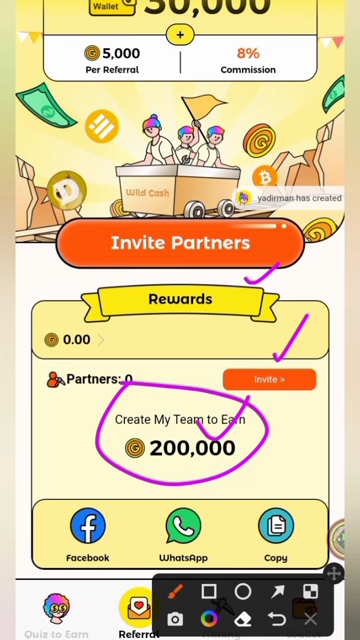 Wallet
30,000
+
5,000
8%
Per Referral
Commission
Wild Cash
yadirman has created
Invite Partners
Rewards
0.00
Partners: 0
Invite >
Create My Team to Earn
200,000
Facebook
WhatsApp
Copy
Quiz to Earn
Referral